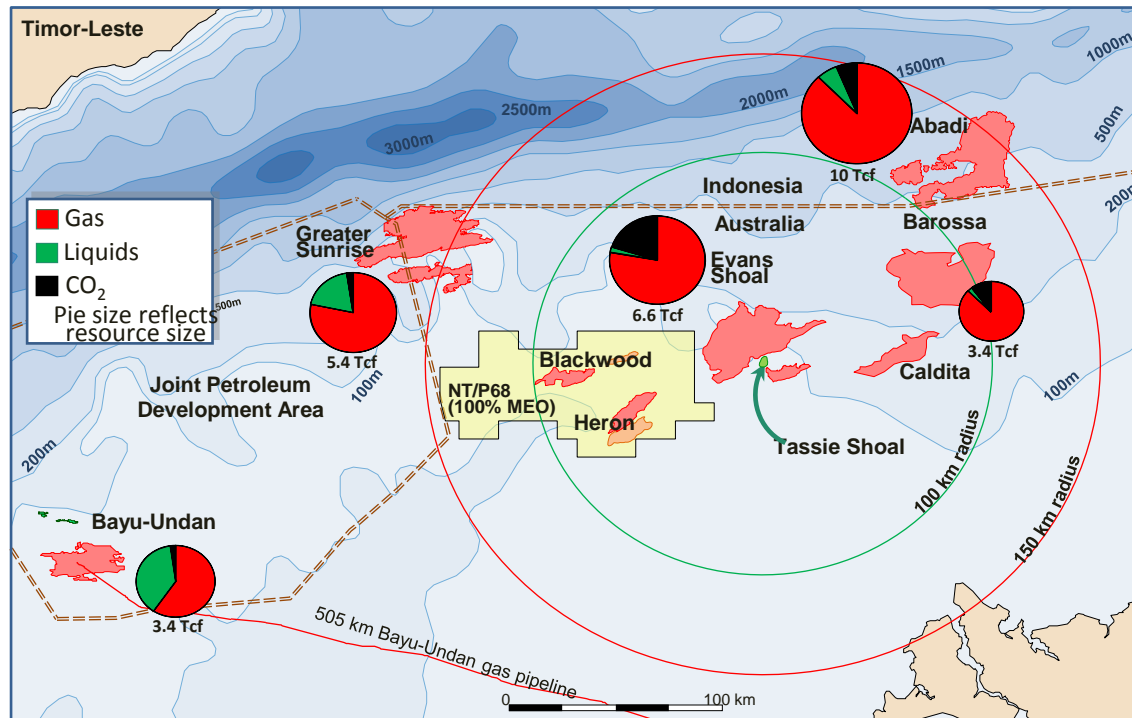 Timor-Leste
1000m
1500m
2000m
2500m
3000m
500m
200m
Abadi
10 Tcf
Indonesia
Australia
Barossa
Gas
Liquids
CO₂
Pie size reflects
resource size
Greater
Sunrise
500m
5.4 Tcf
Evans
Shoal
6.6 Tcf
3.4 Tcf
Caldita
Blackwood
NT/P68
(100% MEO)
Heron
Tassie Shoal
Joint Petroleum
Development Area
100m
100m
200m
100 km radius
150 km radius
Bayu-Undan
3.4 Tcf
505 km Bayu-Undan gas pipeline
0
100 km